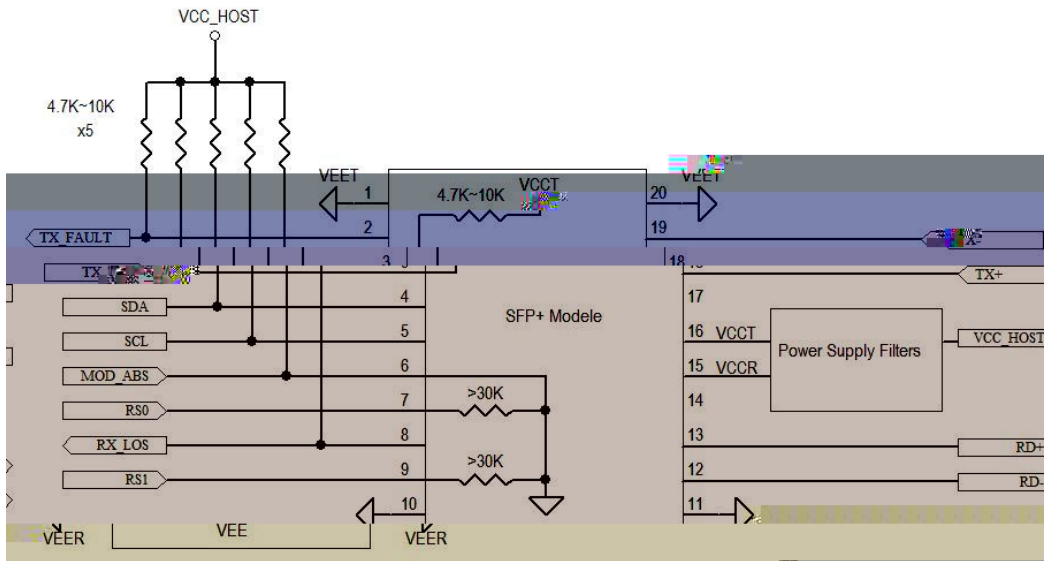 VCC_HOST
4.7K~10K
x5
VEET
1
4.7K~10K
VCCT
20
VEET
TX_FAULT
2
19
3
18
TX+
SDA
4
17
SFP+ Modele
SCL
5
16
VCCT
Power Supply Filters
VCC_HOST
MOD_ABS
6
15
VCCR
RS0
7
>30K
14
RX_LOS
8
13
RD+
RS1
9
>30K
12
RD-
10
11
VEER
VEE
VEER